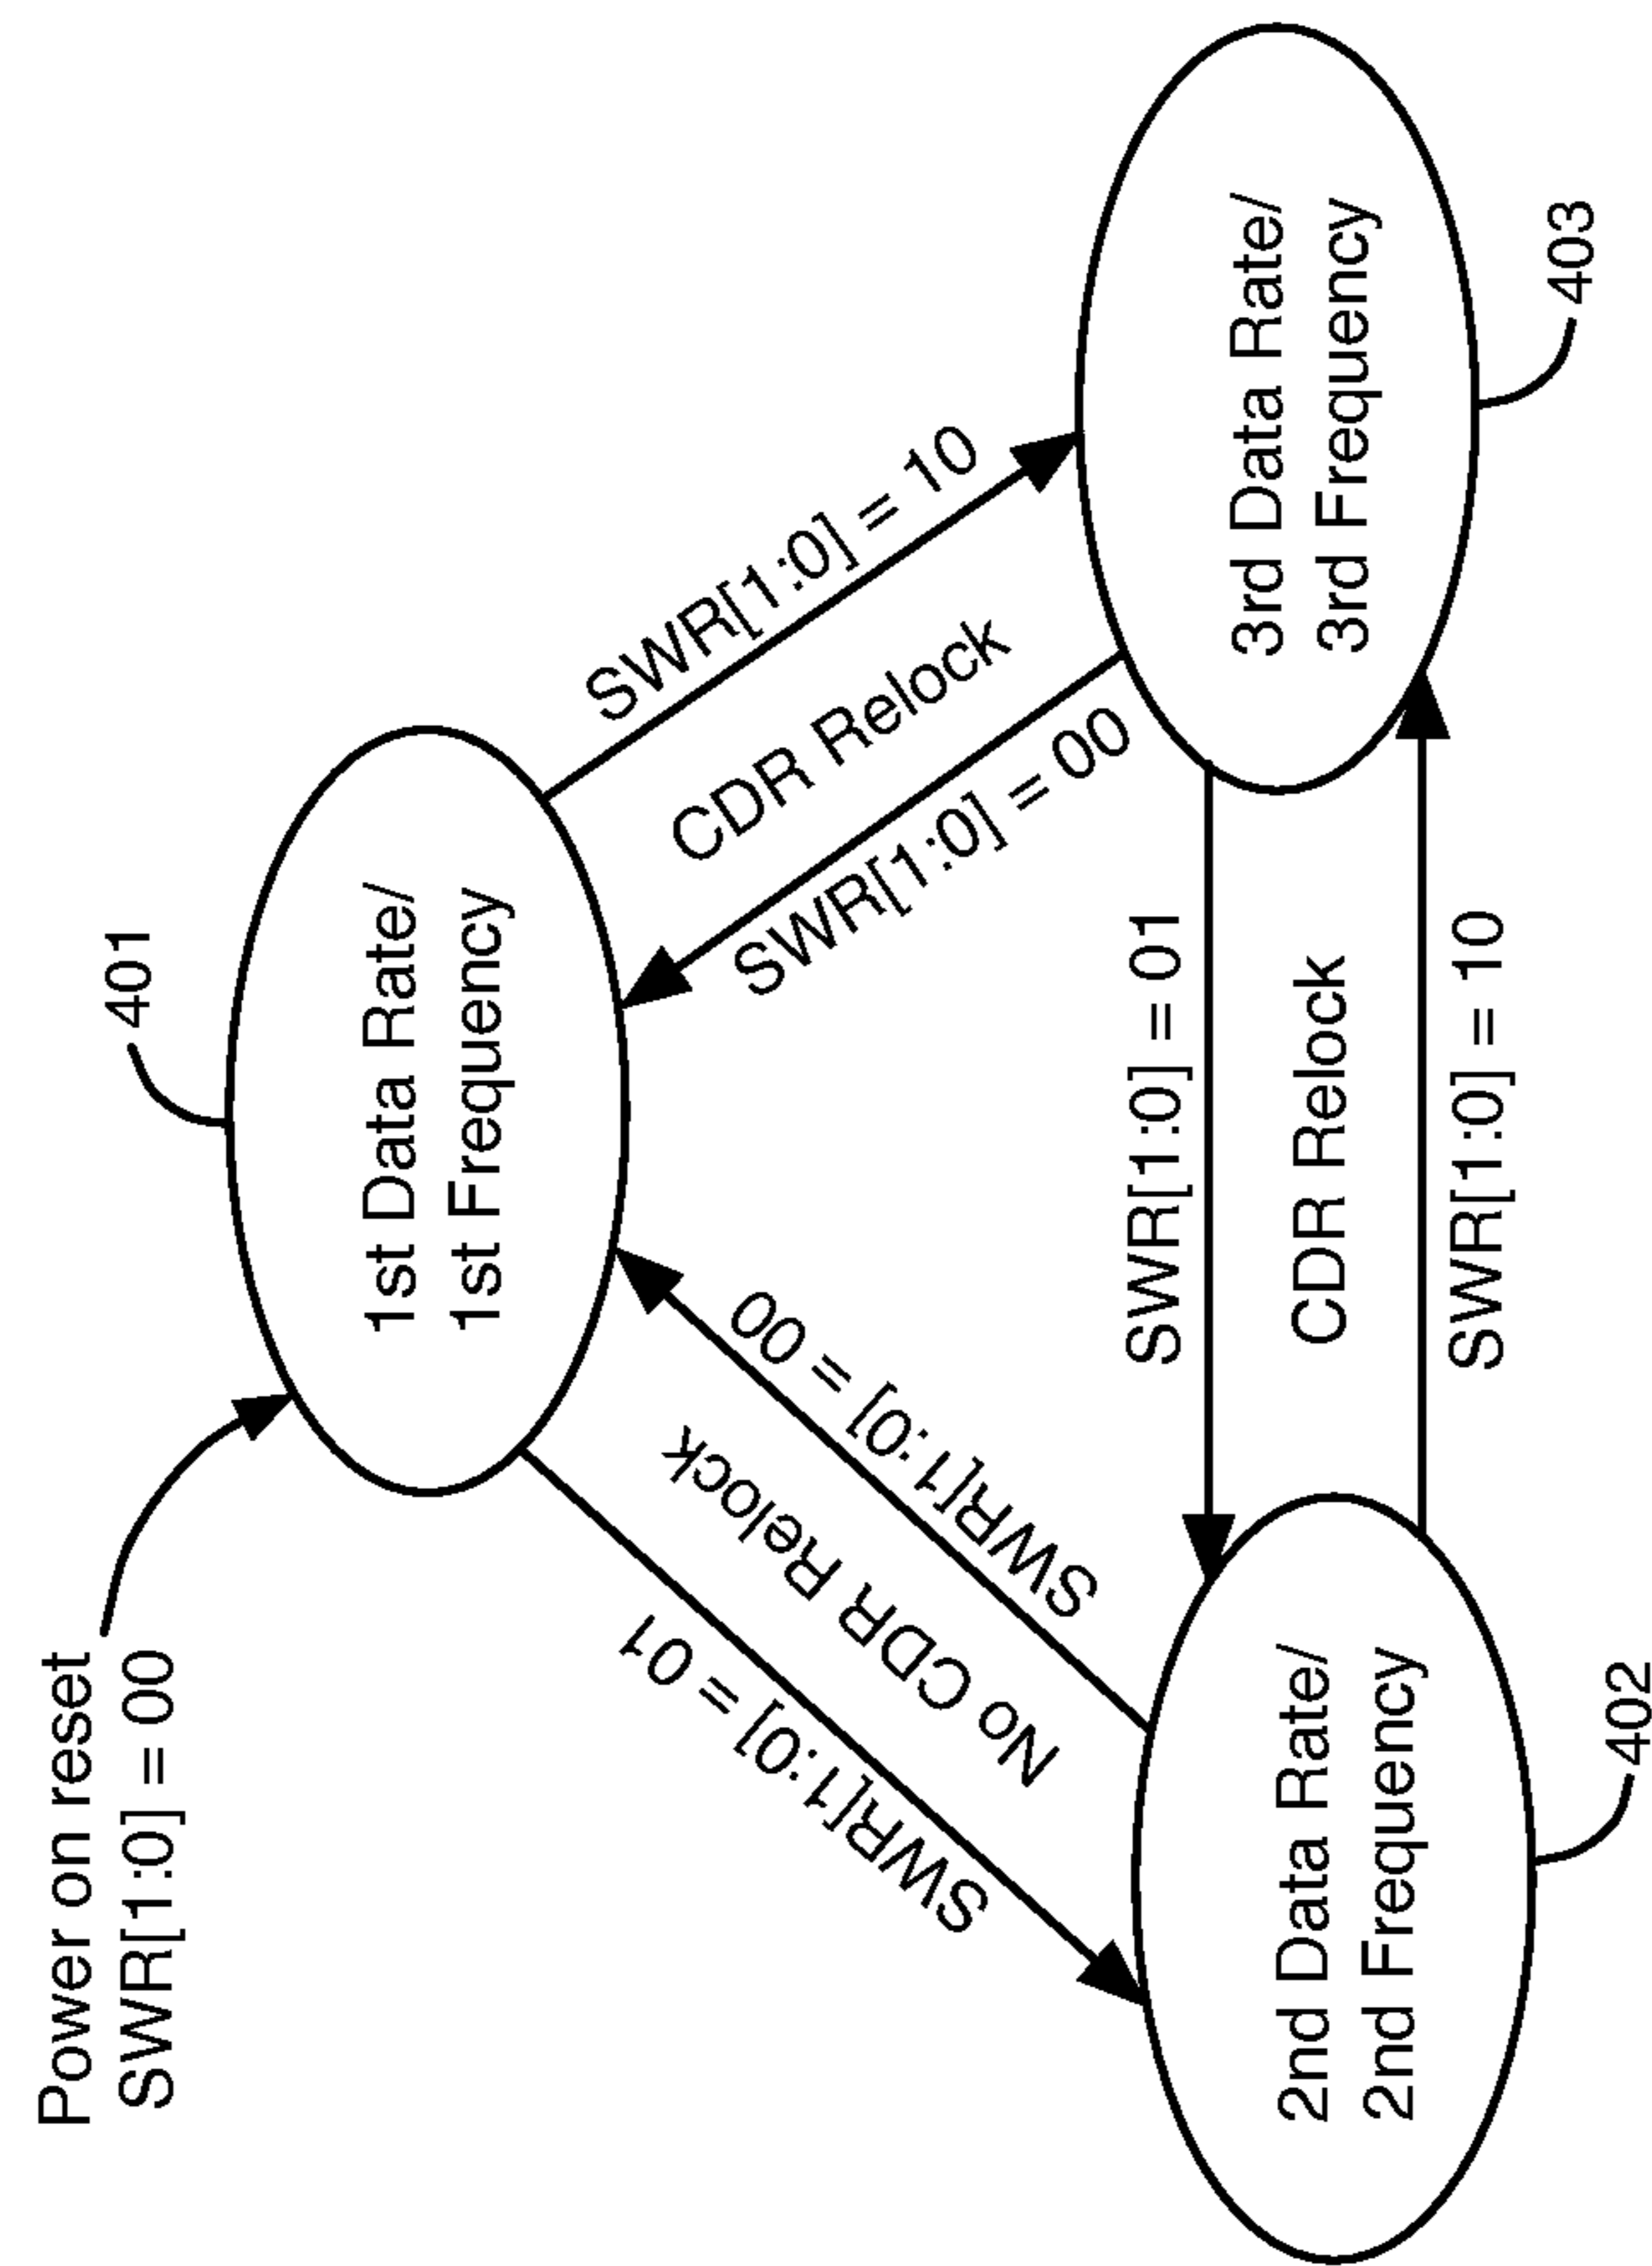 Power on reset
SWR[1:0] = 00
401
1st Data Rate/
1st Frequency
SWR[1:0] = 01
No CDR Relock
SWR[1:0] = 00
SWR[1:0] = 10
CDR Relock
SWR[1:0] = 00
2nd Data Rate/
2nd Frequency
402
SWR[1:0] = 01
CDR Relock
SWR[1:0] = 10
3rd Data Rate/
3rd Frequency
403